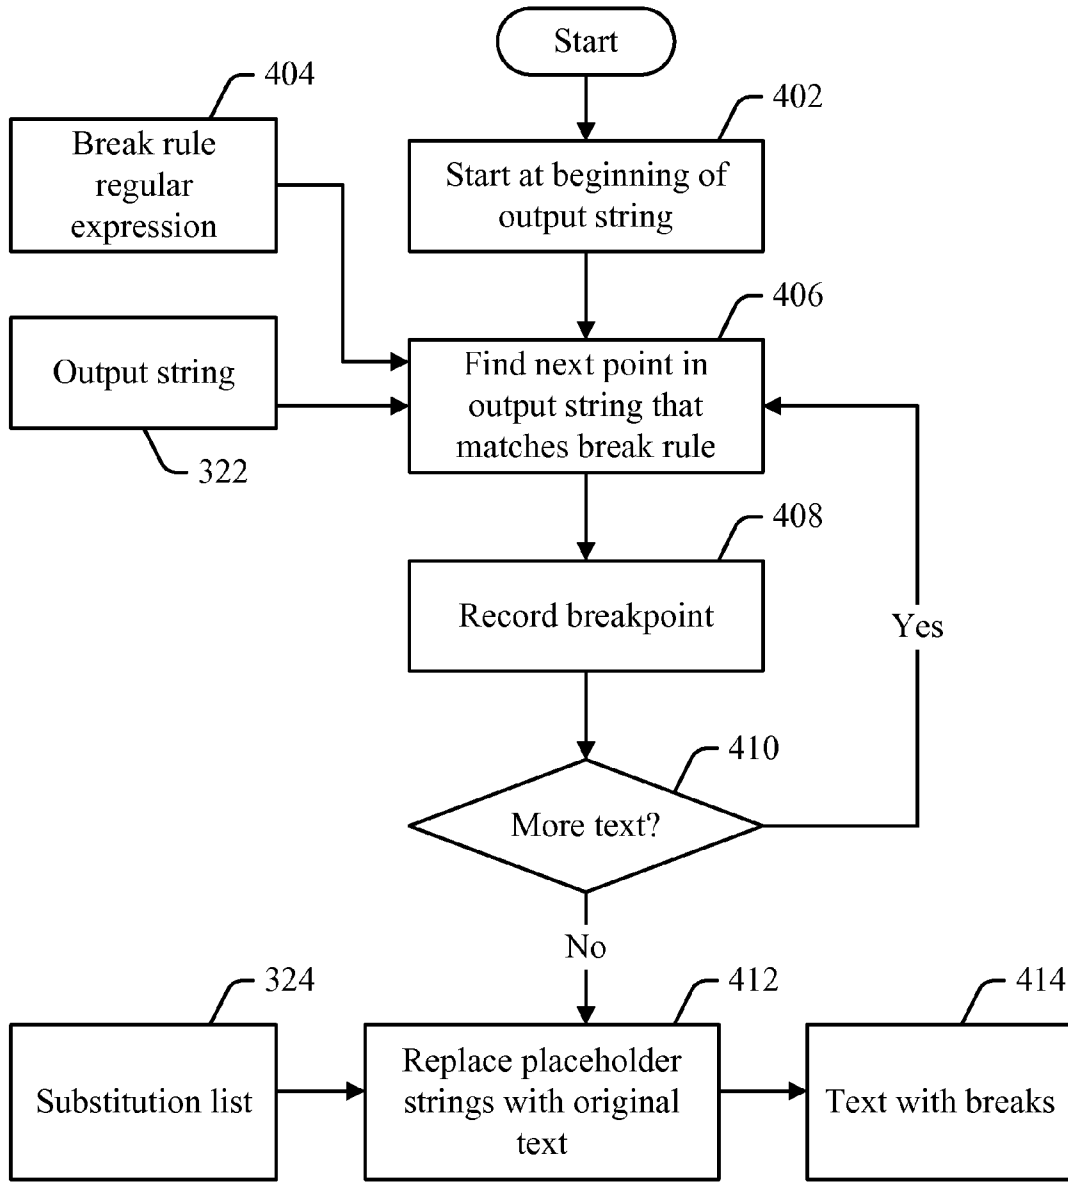 Start
404
402
Break rule
regular
expression
Start at beginning of
output string
406
Output string
Find next point in
output string that
matches break rule
322
408
Record breakpoint
Yes
410
More text?
No
324
412
414
Substitution list
Replace placeholder
strings with original
text
Text with breaks